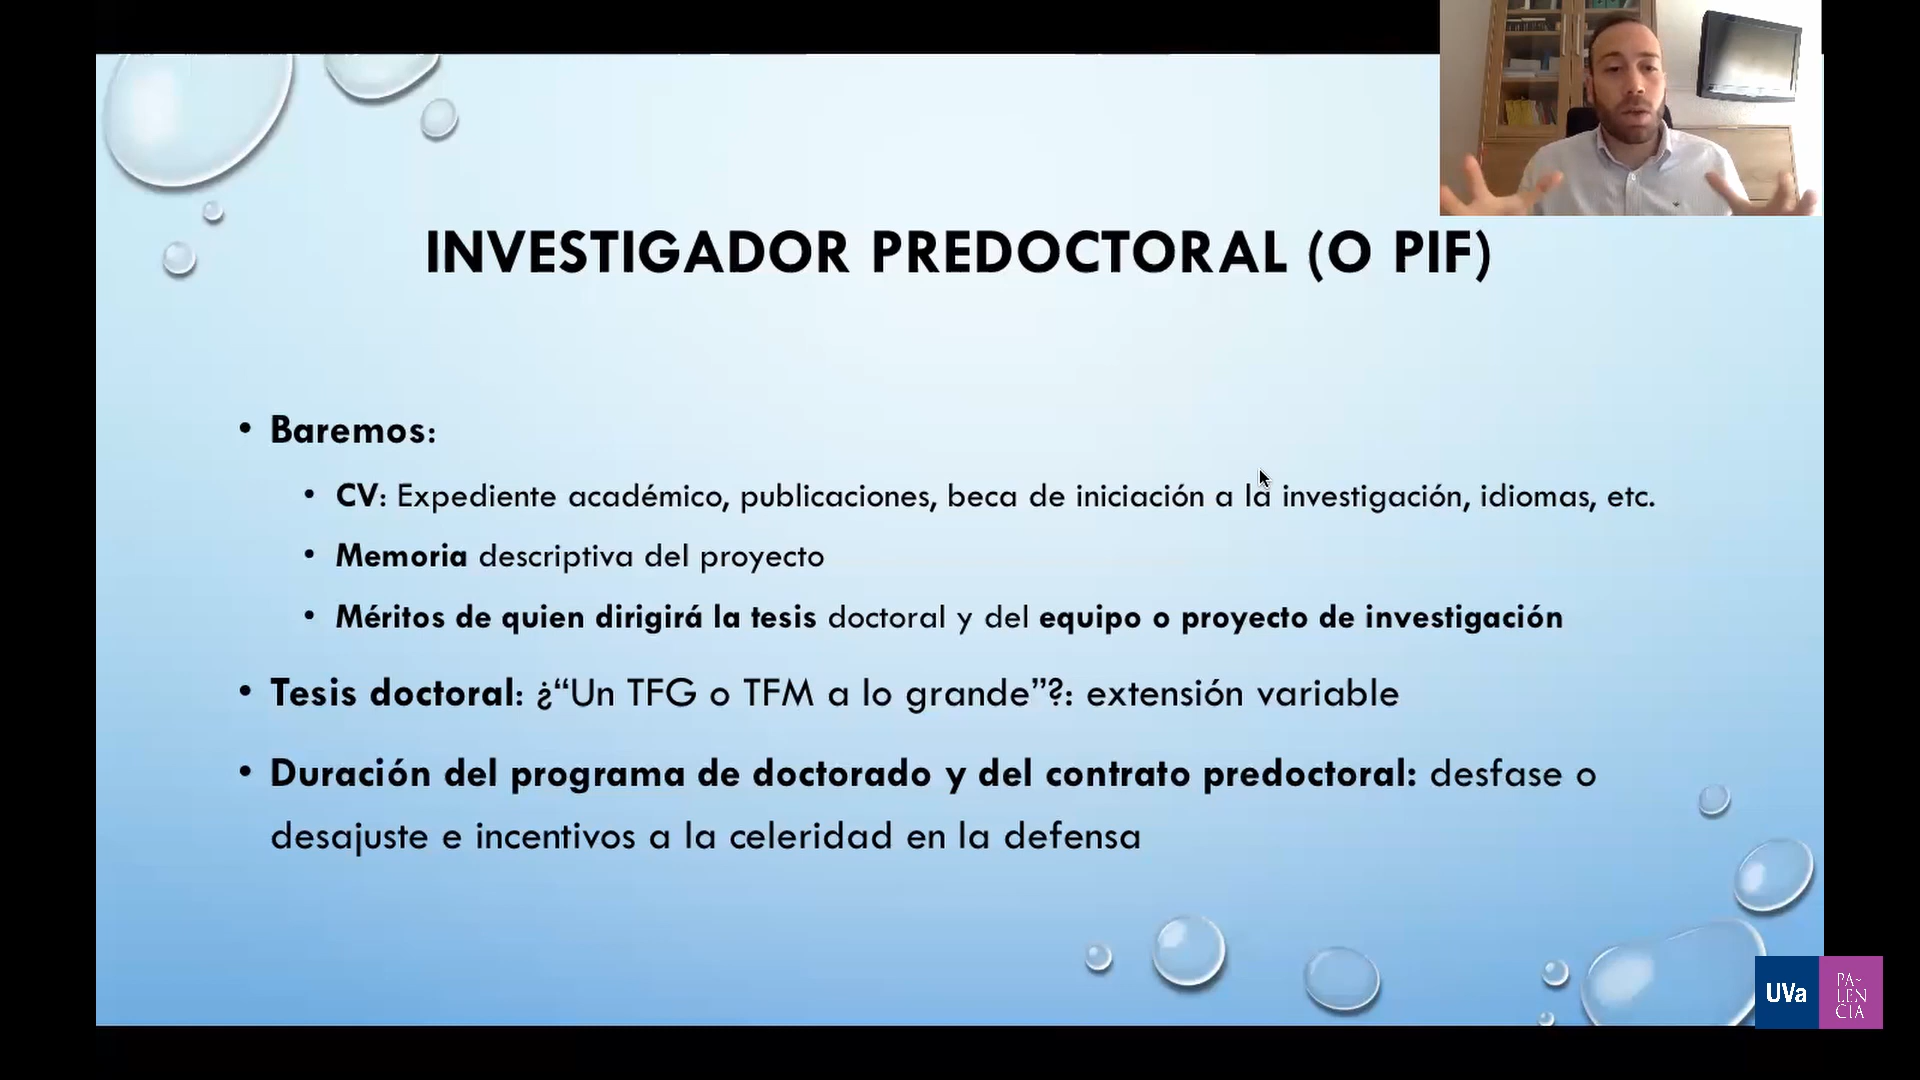 INVESTIGADOR PREDOCTORAL (O PIF)
• Baremos:
• CV: Expediente académico, publicaciones, beca de iniciación a la investigación, idiomas, etc.
• Memoria descriptiva del proyecto
• Méritos de quien dirigirá la tesis doctoral y del equipo o proyecto de investigación
• Tesis doctoral: ¿“Un TFG o TFM a lo grande”?: extensión variable
• Duración del programa de doctorado y del contrato predoctoral: desfase o
desajuste e incentivos a la celeridad en la defensa
UVa
PA~
LEN
CIA